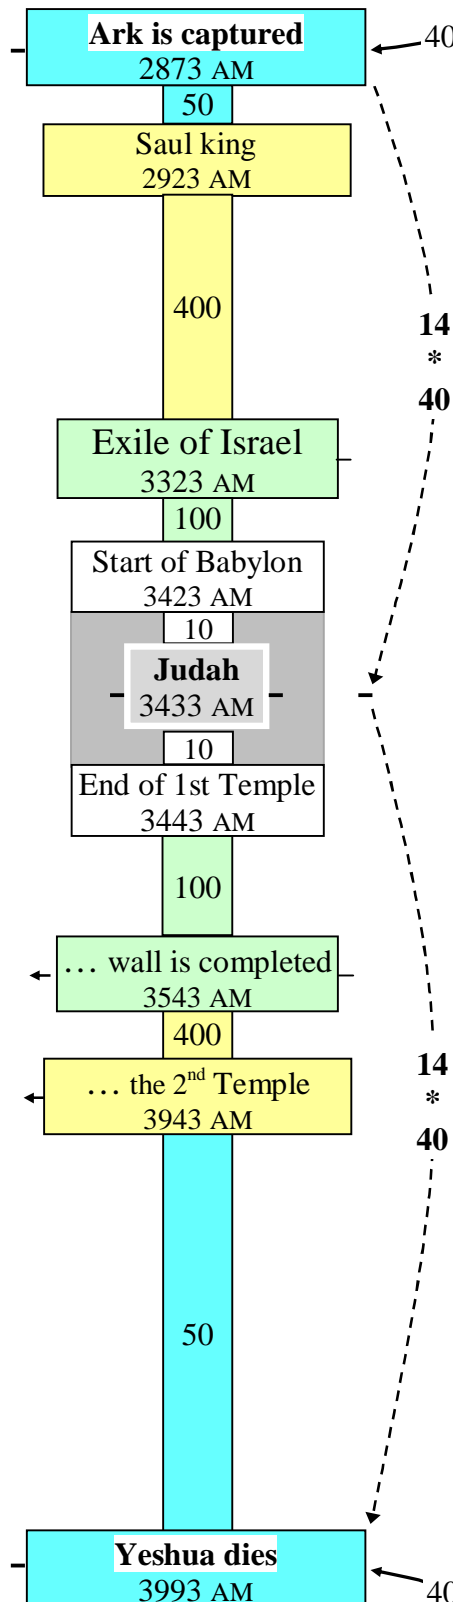 Ark is captured
2873 AM
40
50
Saul king
2923 AM
400
14
*
40
Exile of Israel
3323 AM
100
Start of Babylon
3423 AM
10
Judah
3433 AM
10
End of 1st Temple
3443 AM
100
… wall is completed
3543 AM
400
… the 2nd Temple
3943 AM
14
*
40
50
Yeshua dies
3993 AM
40